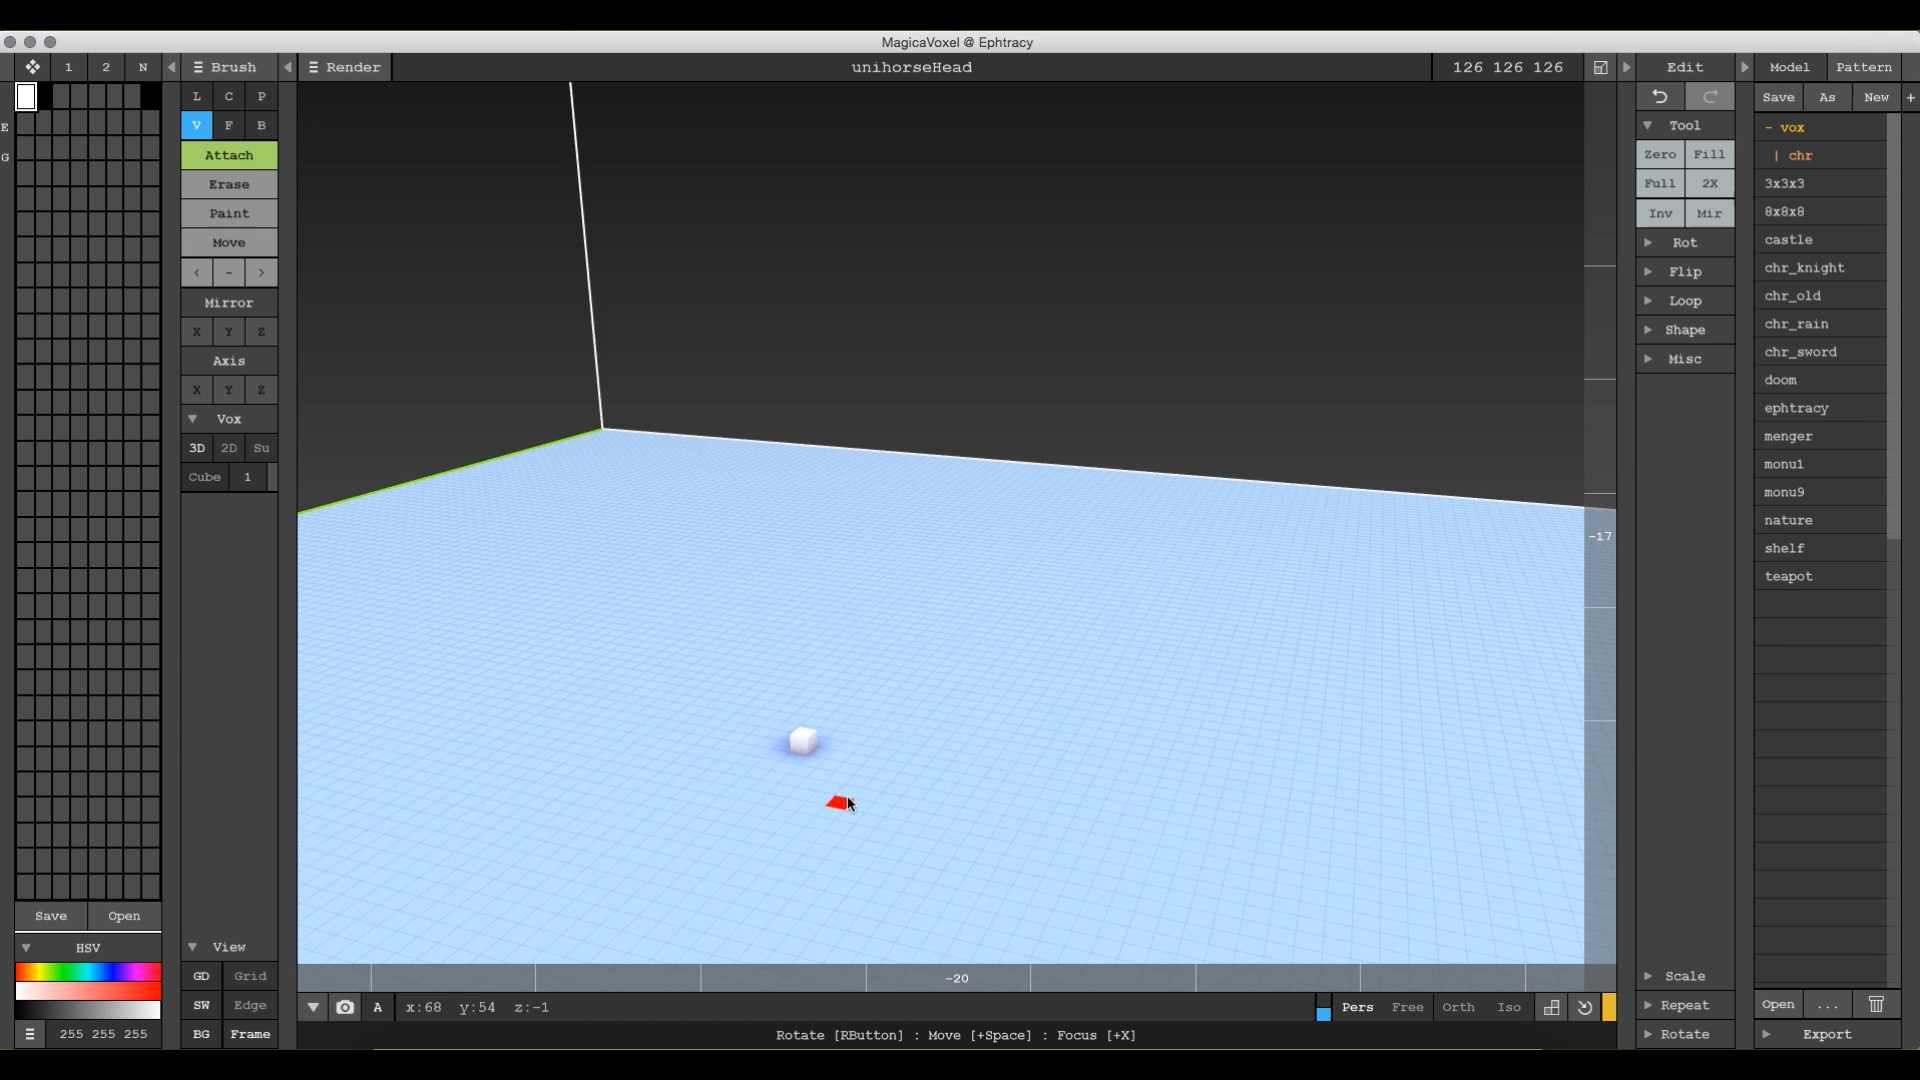 MagicaVoxel @ Ephtracy
1 2 N
Brush
Render
unihorseHead
126 126 126
Edit
Model Pattern
L C P
Save As New +
E
V F B
Tool
- vox
G
Attach
Zero Fill
| chr
Erase
Full 2X
3x3x3
Paint
Inv Mir
8x8x8
Move
Rot
castle
< - >
Flip
chr_knight
Mirror
Loop
chr_old
X Y Z
Shape
chr_rain
Axis
Misc
chr_sword
X Y Z
doom
Vox
ephtracy
3D 2D Su
menger
Cube 1
monu1
monu9
nature
-17
shelf
teapot
Save Open
HSV
View
GD Grid
-20
Scale
SW Edge
A x:68 y:54 z:-1
Pers Free Orth Iso
Repeat
Open ...
255 255 255
BG Frame
Rotate [RButton] : Move [+Space] : Focus [+X]
Rotate
Export